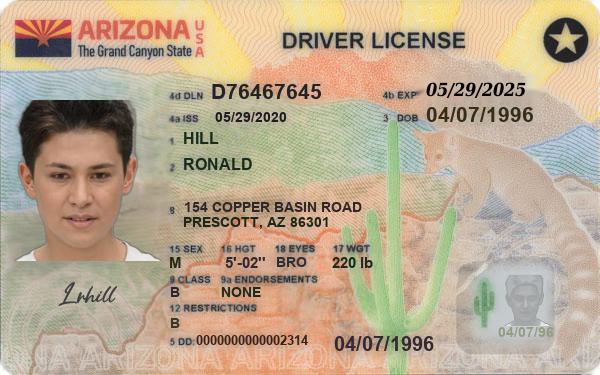 ARIZONA USA
The Grand Canyon State
DRIVER LICENSE
4d DLN D76467645
4b EXP 05/29/2025
4a ISS 05/29/2020
3 DOB 04/07/1996
1 HILL
2 RONALD
8 154 COPPER BASIN ROAD
PRESCOTT, AZ 86301
15 SEX 16 HGT 18 EYES 17 WGT
M 5'-02" BRO 220 lb
9 CLASS 9a ENDORSEMENTS
B NONE
12 RESTRICTIONS
B
5 DD: 0000000000002314
04/07/1996
04/07/96
Lrhill
ARIZONA ARIZONA ARIZONA ARIZONA